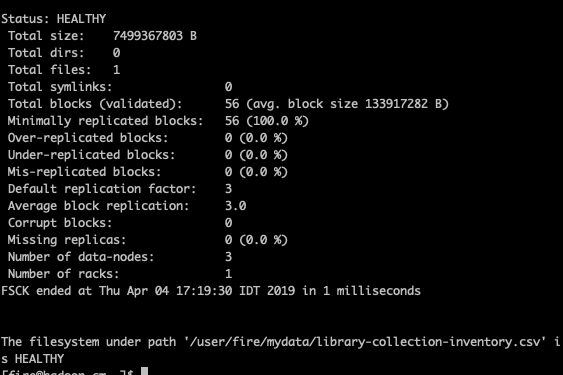 Status: HEALTHY
Total size:    7499367803 B
Total dirs:    0
Total files:   1
Total symlinks:                0
Total blocks (validated):      56 (avg. block size 133917282 B)
Minimally replicated blocks:   56 (100.0 %)
Over-replicated blocks:        0 (0.0 %)
Under-replicated blocks:       0 (0.0 %)
Mis-replicated blocks:         0 (0.0 %)
Default replication factor:    3
Average block replication:     3.0
Corrupt blocks:                0
Missing replicas:              0 (0.0 %)
Number of data-nodes:          3
Number of racks:               1
FSCK ended at Thu Apr 04 17:19:30 IDT 2019 in 1 milliseconds
The filesystem under path '/user/fire/mydata/library-collection-inventory.csv' i
s HEALTHY